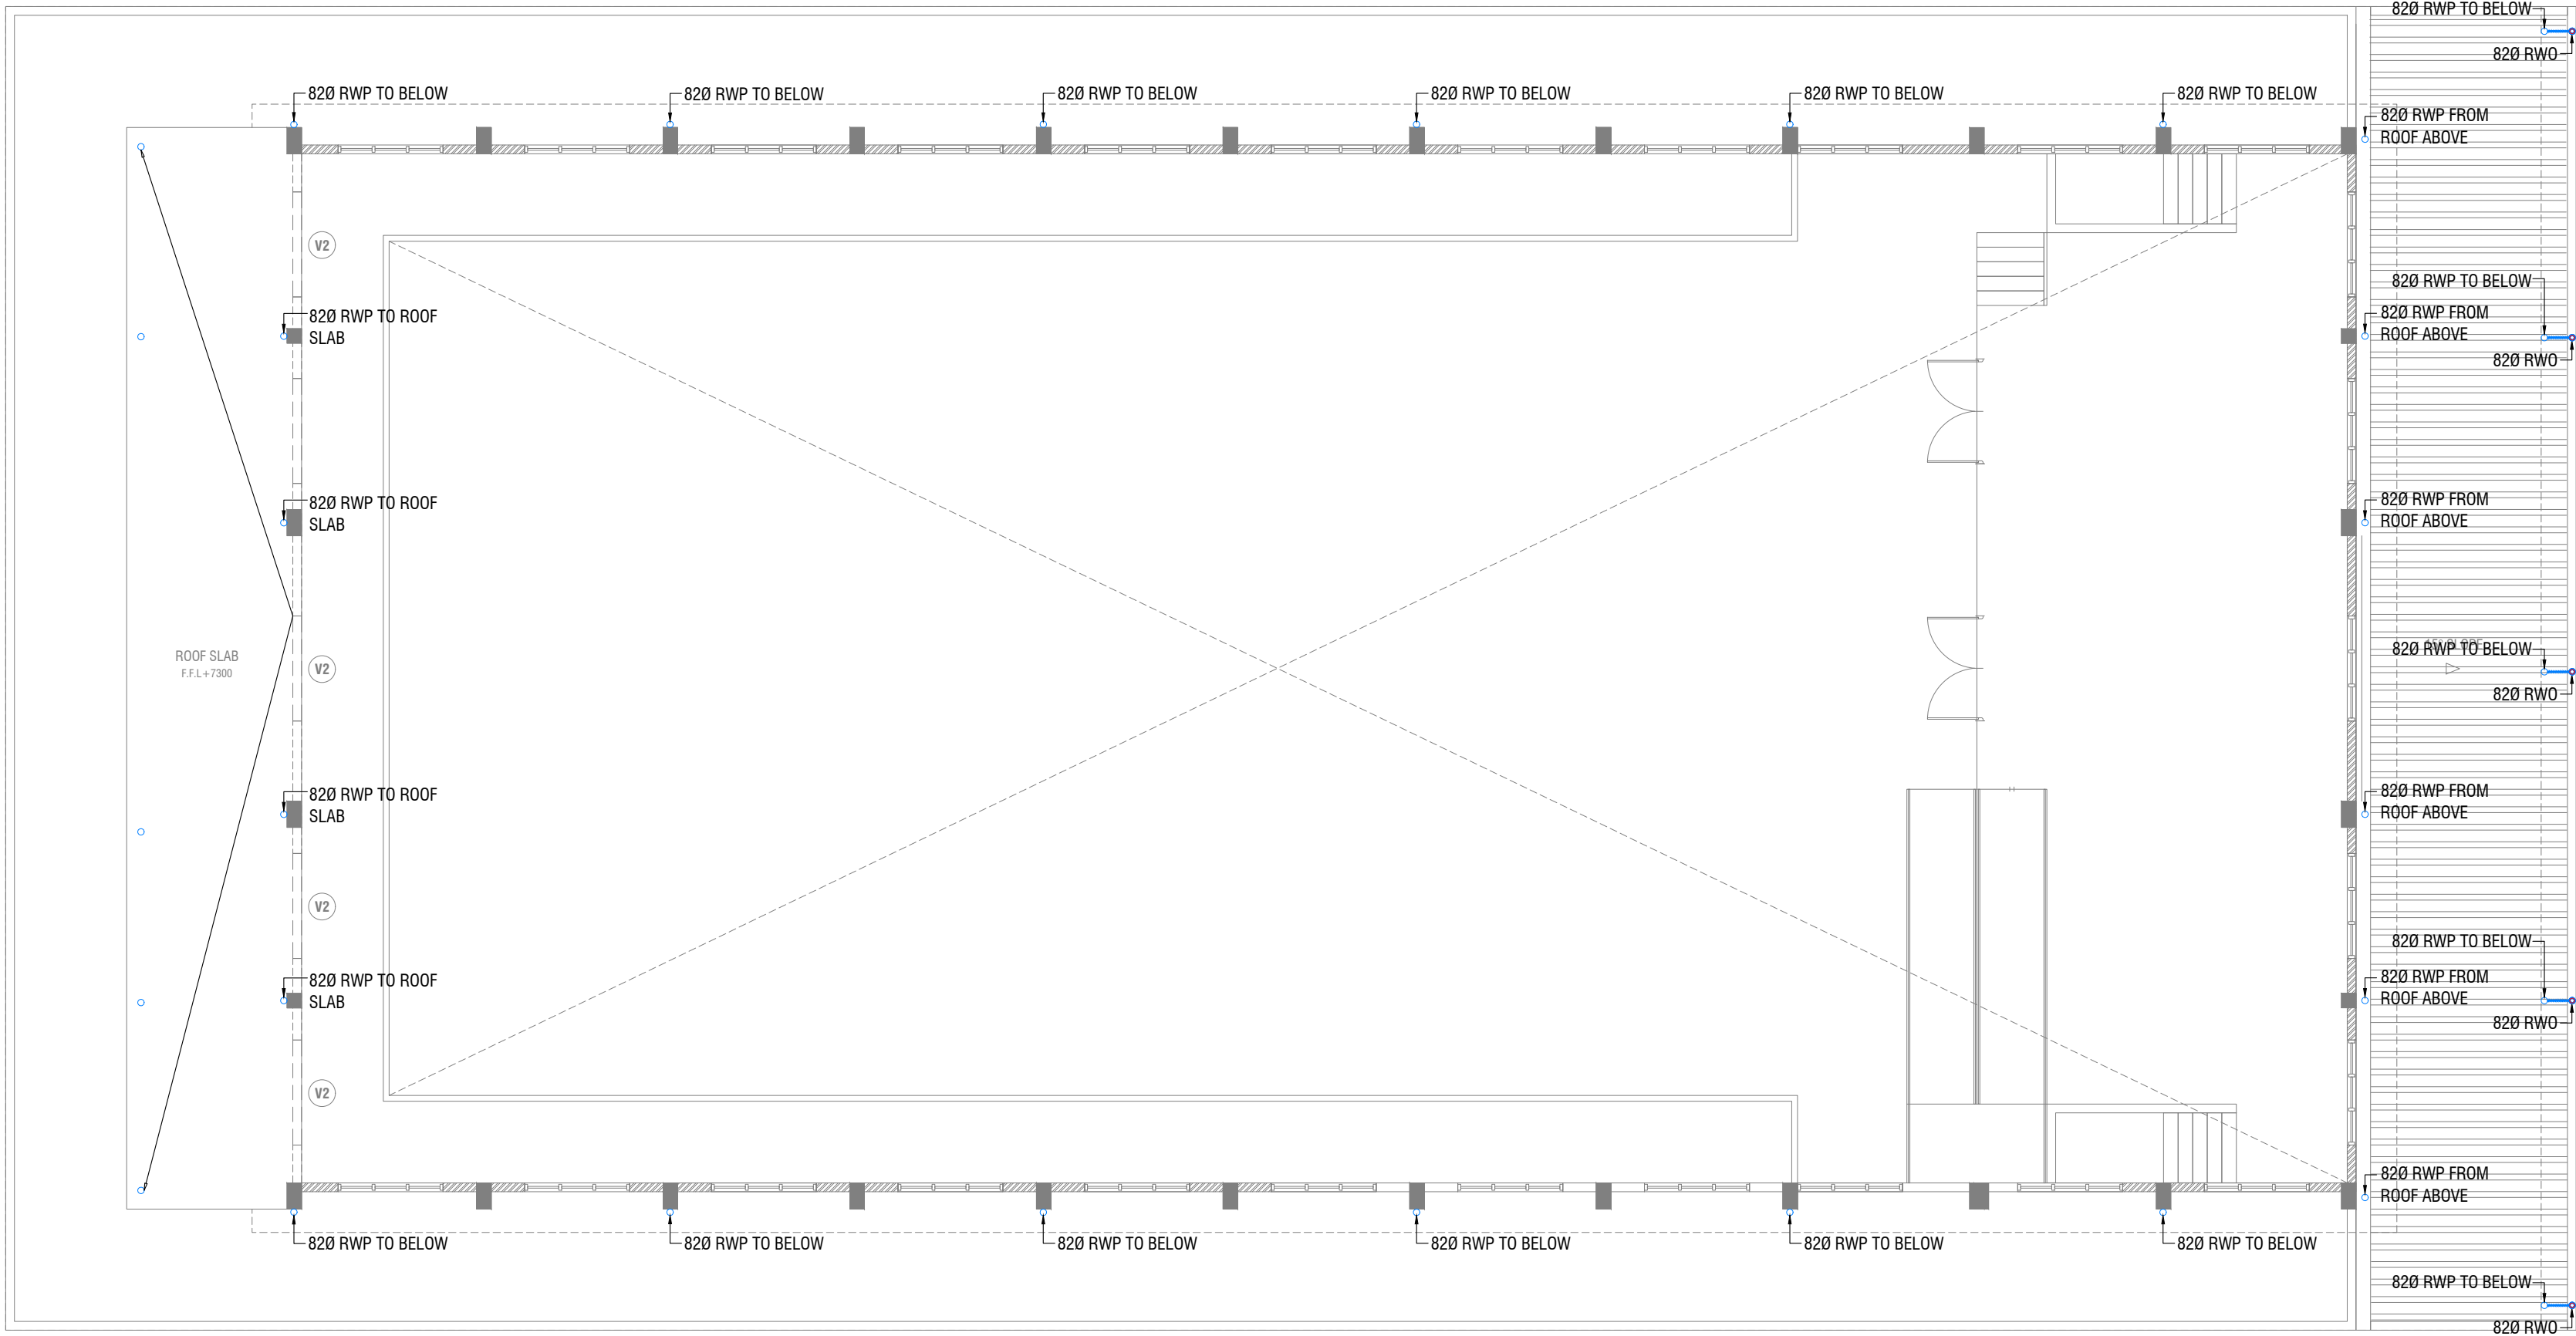 82Ø RWP TO BELOW
82Ø RWO
82Ø RWP TO BELOW
82Ø RWP TO BELOW
82Ø RWP TO BELOW
82Ø RWP TO BELOW
82Ø RWP TO BELOW
82Ø RWP TO BELOW
82Ø RWP FROM
ROOF ABOVE
V2
82Ø RWP TO BELOW
82Ø RWP TO ROOF
SLAB
82Ø RWP FROM
ROOF ABOVE
82Ø RWO
82Ø RWP TO ROOF
SLAB
82Ø RWP FROM
ROOF ABOVE
ROOF SLAB
F.F.L+7300
V2
SLOPE
82Ø RWP TO BELOW
82Ø RWO
82Ø RWP TO ROOF
SLAB
82Ø RWP FROM
ROOF ABOVE
V2
82Ø RWP TO BELOW
82Ø RWP TO ROOF
SLAB
82Ø RWP FROM
ROOF ABOVE
82Ø RWO
V2
82Ø RWP FROM
ROOF ABOVE
82Ø RWP TO BELOW
82Ø RWP TO BELOW
82Ø RWP TO BELOW
82Ø RWP TO BELOW
82Ø RWP TO BELOW
82Ø RWP TO BELOW
82Ø RWP TO BELOW
82Ø RWO